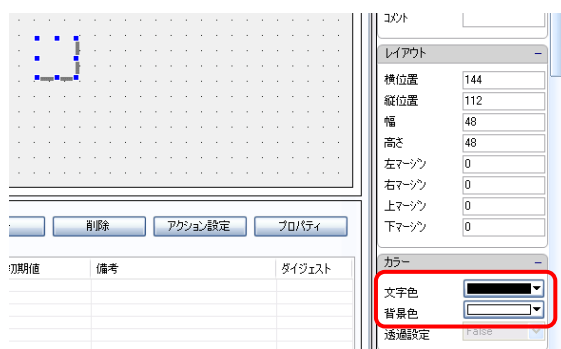 コメント
レイアウト
横位置 144
縦位置 112
幅 48
高さ 48
左マージン 0
右マージン 0
上マージン 0
下マージン 0
削除 アクション設定 プロパティ
初期値 備考 ダイジェスト
カラー
文字色
背景色
透過設定 False